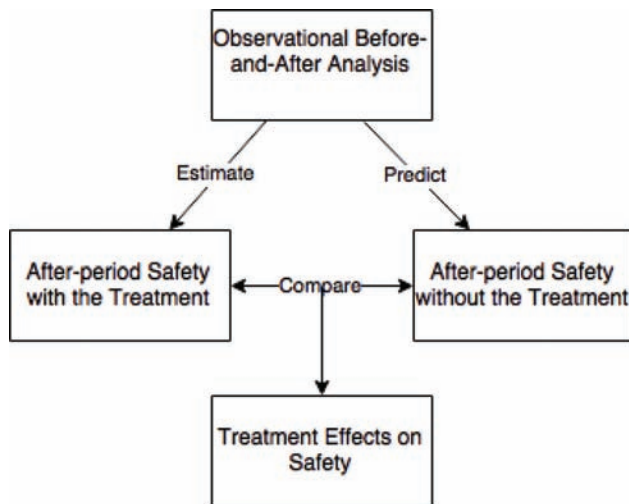 Observational Before-
and-After Analysis
Estimate
Predict
After-period Safety
with the Treatment
Compare
After-period Safety
without the Treatment
Treatment Effects on
Safety